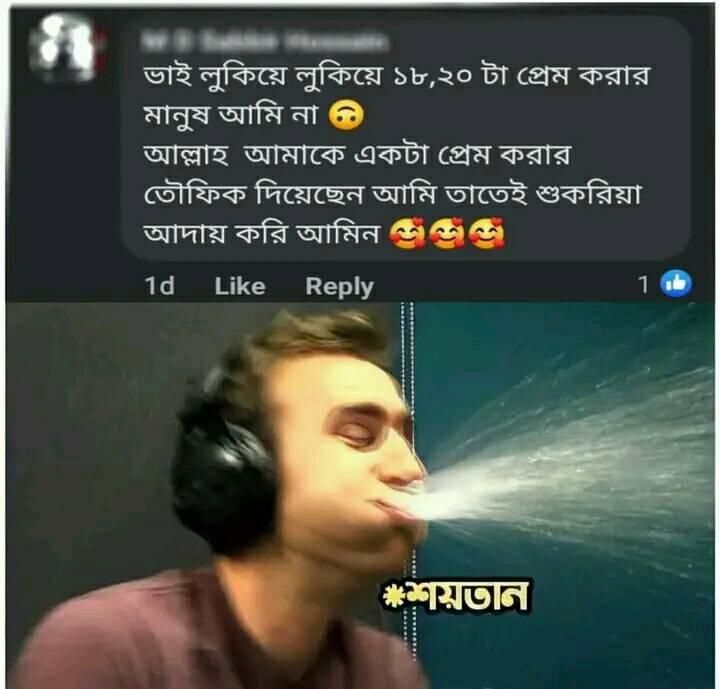 ভাই লুকিয়ে লুকিয়ে ১৮,২০ টা প্রেম করার
মানুষ আমি না 🙃
আল্লাহ আমাকে একটা প্রেম করার
তৌফিক দিয়েছেন আমি তাতেই শুকরিয়া
আদায় করি আমিন 🥰🥰🥰
1d Like Reply 1
*শয়তান